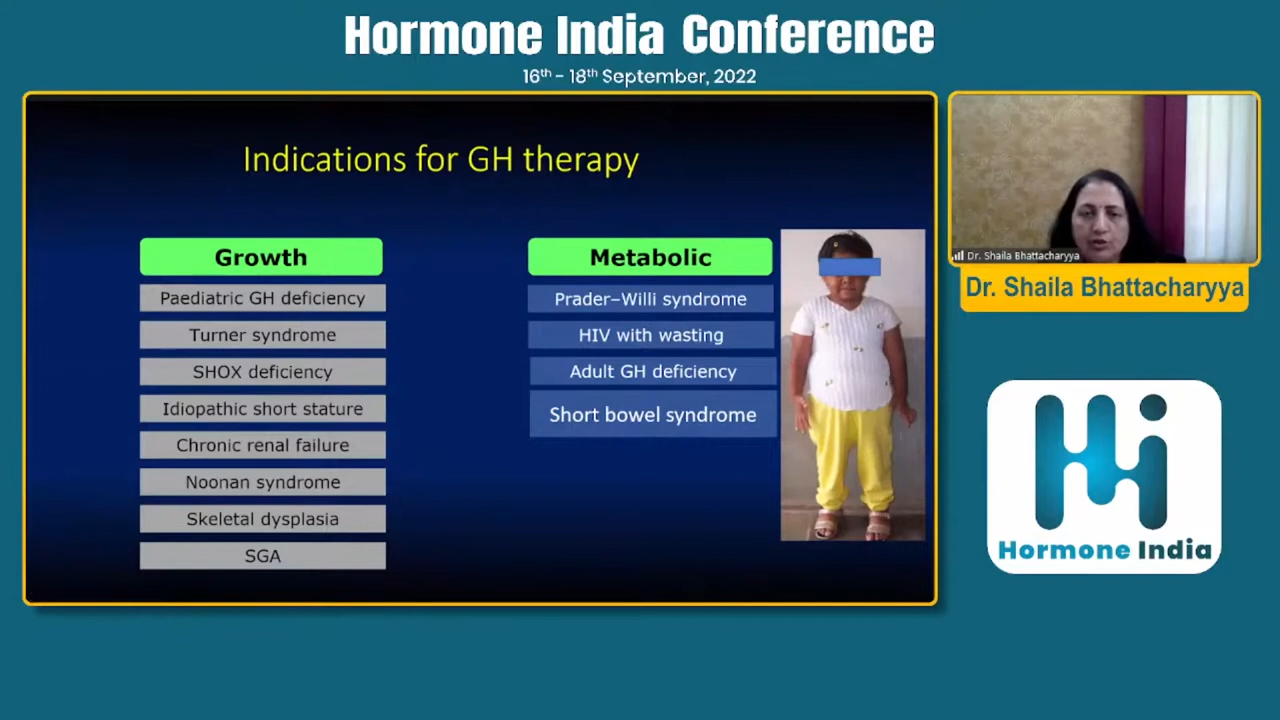 Hormone India Conference
16th - 18th September, 2022
Indications for GH therapy
Growth
Paediatric GH deficiency
Turner syndrome
SHOX deficiency
Idiopathic short stature
Chronic renal failure
Noonan syndrome
Skeletal dysplasia
SGA
Metabolic
Prader–Willi syndrome
HIV with wasting
Adult GH deficiency
Short bowel syndrome
Dr. Shaila Bhattacharyya
Dr. Shaila Bhattacharyya
Hi
Hormone India